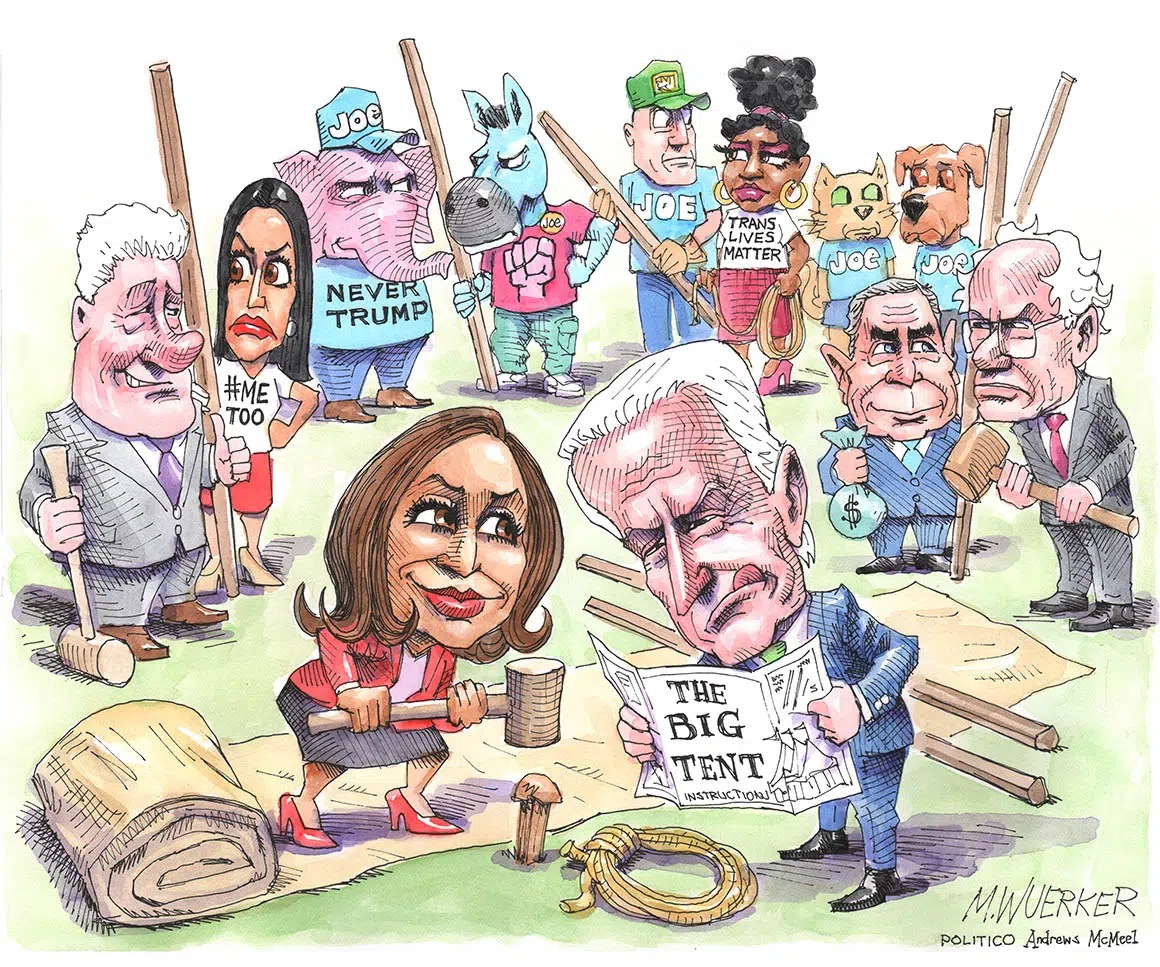 JOE
NEVER
TRUMP
Joe
JOE
TRANS
LIVES
MATTER
JOE
JOE
#ME
TOO
$
THE
BIG
TENT
INSTRUCTIONS
M.WUERKER
POLITICO Andrews McMeel